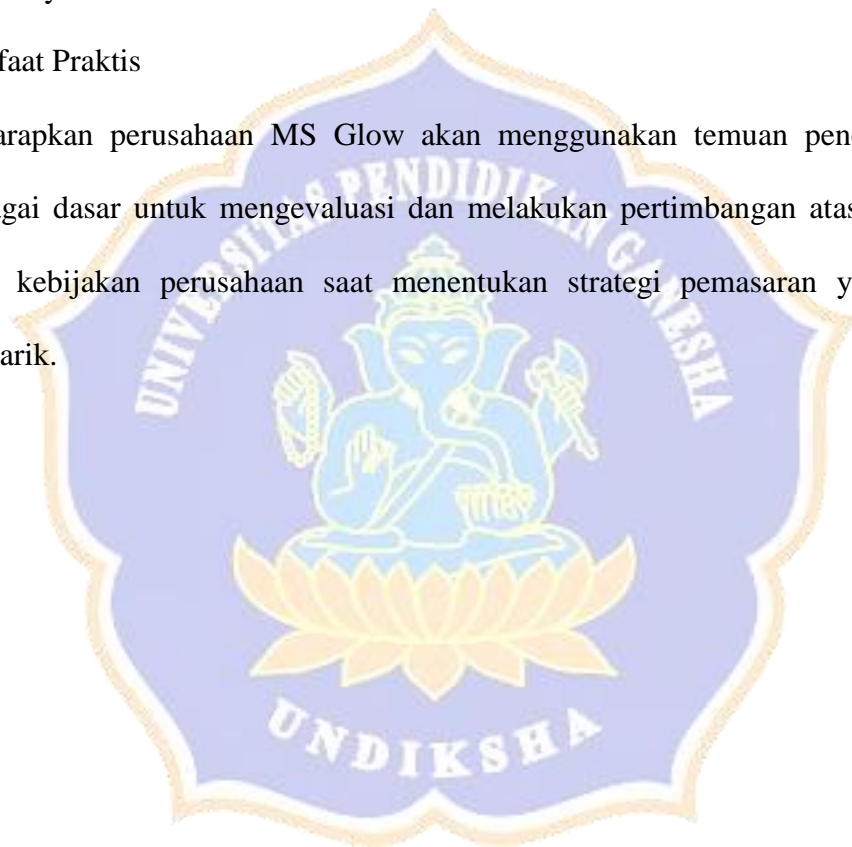 faat Praktis
arapkan perusahaan MS Glow akan menggunakan temuan pen
gai dasar untuk mengevaluasi dan melakukan pertimbangan atas
kebijakan perusahaan saat menentukan strategi pemasaran y
arik.
UNIVERSITAS PENDIDIKAN GANESHA
UNDIKSHA